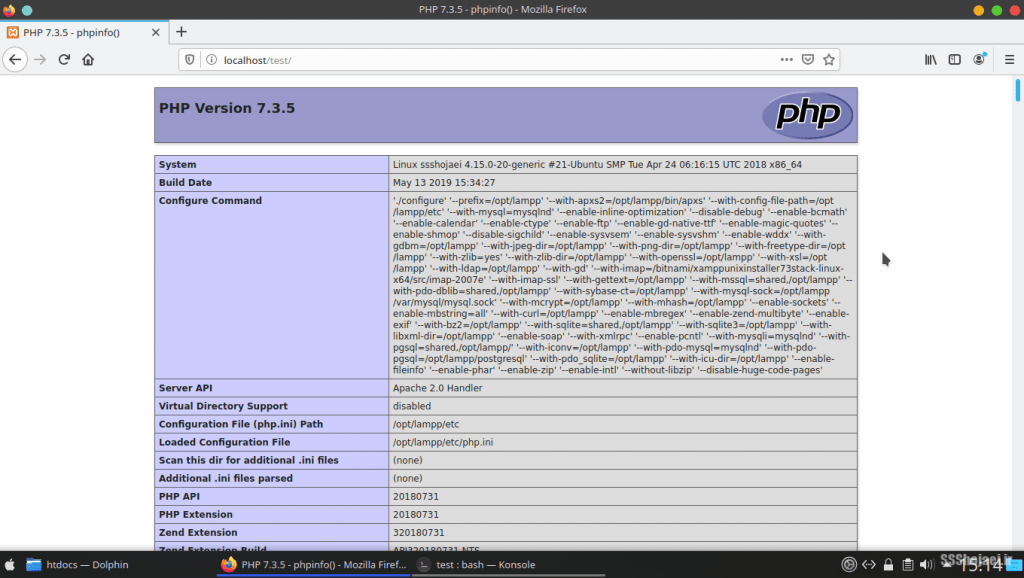 PHP 7.3.5 - phpinfo() - Mozilla Firefox
PHP 7.3.5 - phpinfo()
localhost/test/
PHP Version 7.3.5
php
System Linux ssshojaei 4.15.0-20-generic #21-Ubuntu SMP Tue Apr 24 06:16:15 UTC 2018 x86_64
Build Date May 13 2019 15:34:27
Configure Command './configure' '--prefix=/opt/lampp' '--with-apxs2=/opt/lampp/bin/apxs' '--with-config-file-path=/opt
/lampp/etc' '--with-mysql=mysqlnd' '--enable-inline-optimization' '--disable-debug' '--enable-bcmath'
'--enable-calendar' '--enable-ctype' '--enable-ftp' '--enable-gd-native-ttf' '--enable-magic-quotes' '--
enable-shmop' '--disable-sigchild' '--enable-sysvsem' '--enable-sysvshm' '--enable-wddx' '--with-
gdbm=/opt/lampp' '--with-jpeg-dir=/opt/lampp' '--with-png-dir=/opt/lampp' '--with-freetype-dir=/opt
/lampp' '--with-zlib=yes' '--with-zlib-dir=/opt/lampp' '--with-openssl=/opt/lampp' '--with-xsl=/opt
/lampp' '--with-ldap=/opt/lampp' '--with-gd' '--with-imap=/bitnami/xamppunixinstaller73stack-linux-
x64/src/imap-2007e' '--with-imap-ssl' '--with-gettext=/opt/lampp' '--with-mssql=shared,/opt/lampp' '--
with-pdo-dblib=shared,/opt/lampp' '--with-sybase-ct=/opt/lampp' '--with-mysql-sock=/opt/lampp
/var/mysql/mysql.sock' '--with-mcrypt=/opt/lampp' '--with-mhash=/opt/lampp' '--enable-sockets' '--
enable-mbstring=all' '--with-curl=/opt/lampp' '--enable-mbregex' '--enable-zend-multibyte' '--enable-
exif' '--with-bz2=/opt/lampp' '--with-sqlite=shared,/opt/lampp' '--with-sqlite3=/opt/lampp' '--with-
libxml-dir=/opt/lampp' '--enable-soap' '--with-xmlrpc' '--enable-pcntl' '--with-mysqli=mysqlnd' '--with-
pgsql=shared,/opt/lampp/' '--with-iconv=/opt/lampp' '--with-pdo-mysql=mysqlnd' '--with-pdo-
pgsql=/opt/lampp/postgresql' '--with-pdo_sqlite=/opt/lampp' '--with-icu-dir=/opt/lampp' '--enable-
fileinfo' '--enable-phar' '--enable-zip' '--enable-intl' '--without-libzip' '--disable-huge-code-pages'
Server API Apache 2.0 Handler
Virtual Directory Support disabled
Configuration File (php.ini) Path /opt/lampp/etc
Loaded Configuration File /opt/lampp/etc/php.ini
Scan this dir for additional .ini files (none)
Additional .ini files parsed (none)
PHP API 20180731
PHP Extension 20180731
Zend Extension 320180731
Zend Extension Build API320180731,NTS
htdocs — Dolphin
PHP 7.3.5 - phpinfo() - Mozilla Firef...
test : bash — Konsole
15:14
SSShojaei.ir